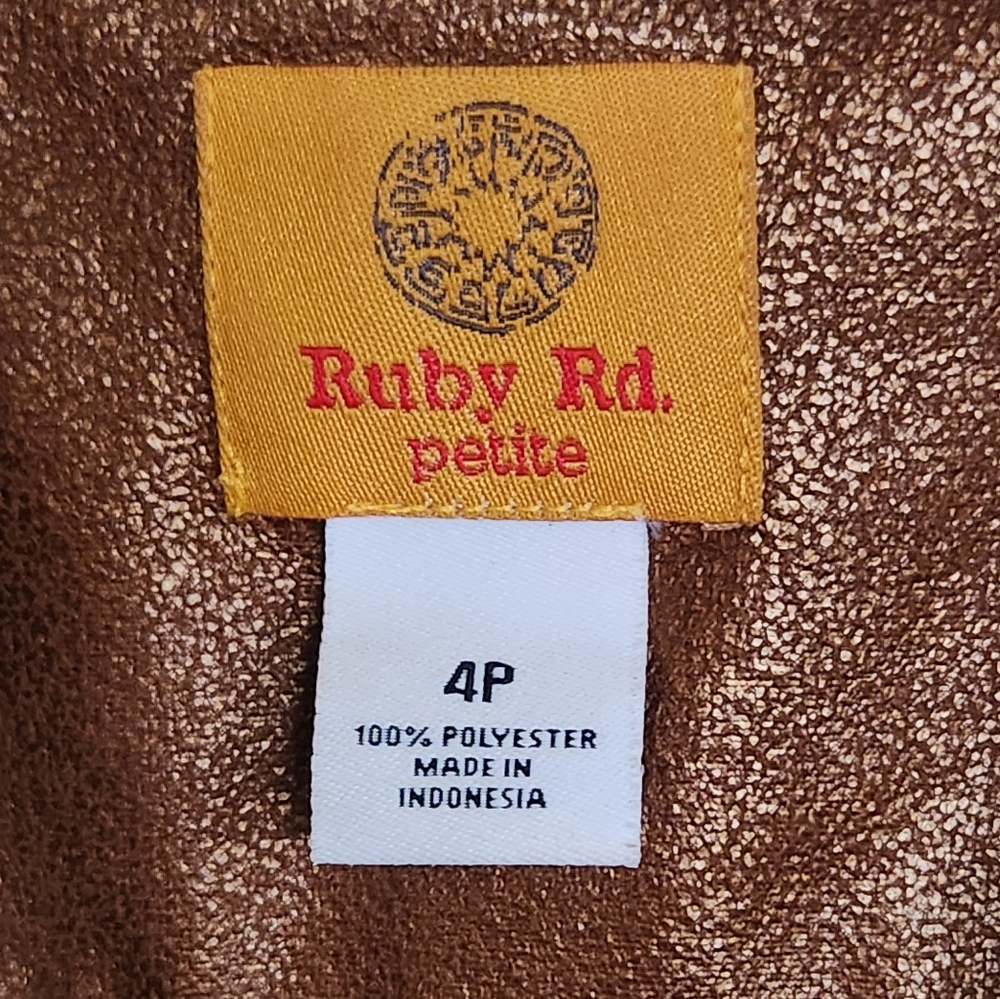 Ruby Rd.
petite
4P
100% POLYESTER
MADE IN
INDONESIA